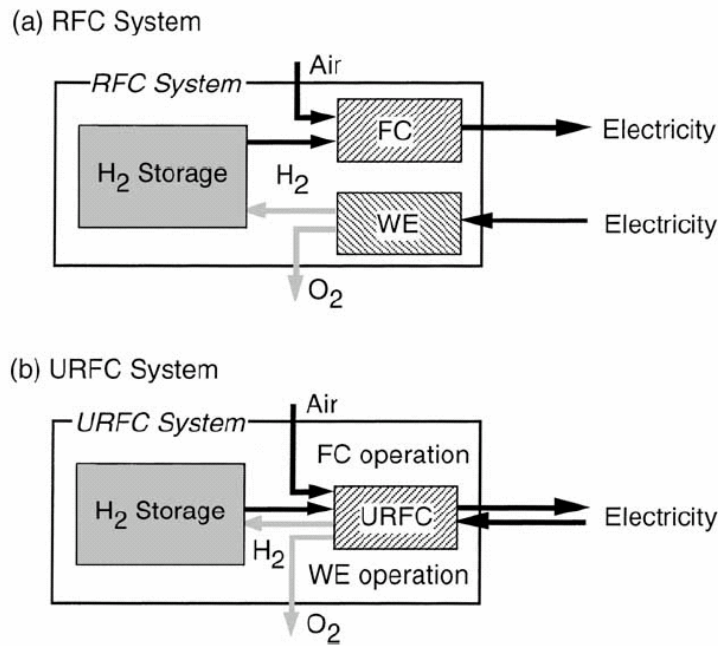 (a) RFC System
Air
RFC System
FC
Electricity
H2 Storage
H2
WE
Electricity
O2
(b) URFC System
Air
URFC System
FC operation
H2 Storage
URFC
Electricity
H2
WE operation
O2